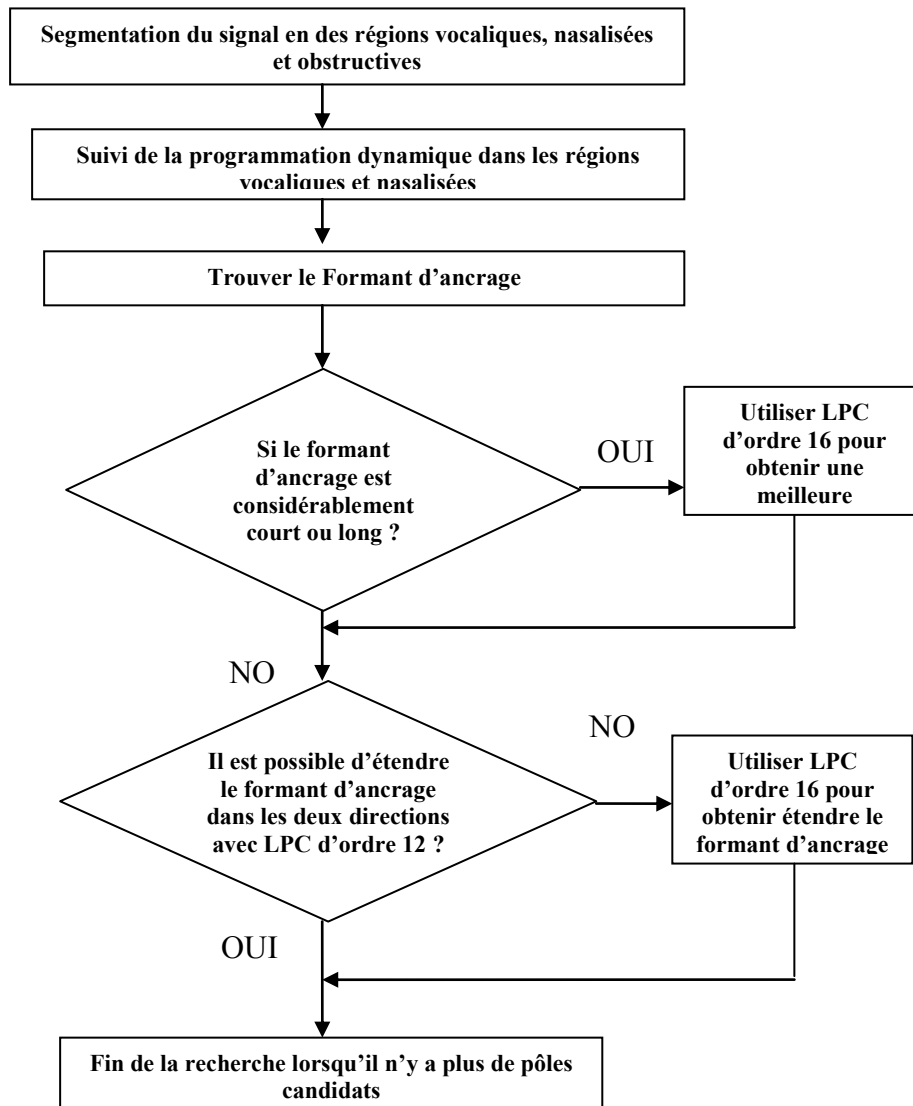 Segmentation du signal en des régions vocaliques, nasalisées
et obstructives
Suivi de la programmation dynamique dans les régions
vocaliques et nasalisées
Trouver le Formant d’ancrage
Si le formant
d’ancrage est
considérablement
court ou long ?
OUI
Utiliser LPC
d’ordre 16 pour
obtenir une
meilleure
NO
Il est possible d’étendre
le formant d’ancrage
dans les deux directions
avec LPC d’ordre 12 ?
NO
Utiliser LPC
d’ordre 16 pour
obtenir étendre le
formant d’ancrage
OUI
Fin de la recherche lorsqu’il n’y a plus de pôles
candidats